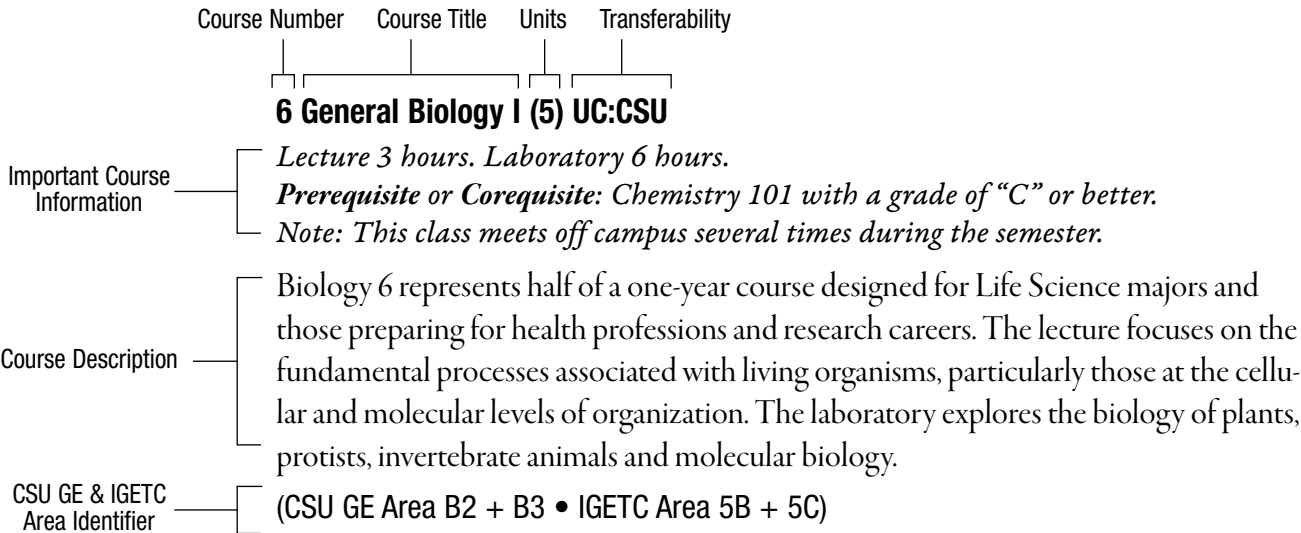 Course Number Course Title Units Transferability
6 General Biology I (5) UC:CSU
Important Course
Information
Lecture 3 hours. Laboratory 6 hours.
Prerequisite or Corequisite: Chemistry 101 with a grade of “C” or better.
Note: This class meets off campus several times during the semester.
Course Description
Biology 6 represents half of a one-year course designed for Life Science majors and
those preparing for health professions and research careers. The lecture focuses on the
fundamental processes associated with living organisms, particularly those at the cellu-
lar and molecular levels of organization. The laboratory explores the biology of plants,
protists, invertebrate animals and molecular biology.
CSU GE & IGETC
Area Identifier
(CSU GE Area B2 + B3 • IGETC Area 5B + 5C)